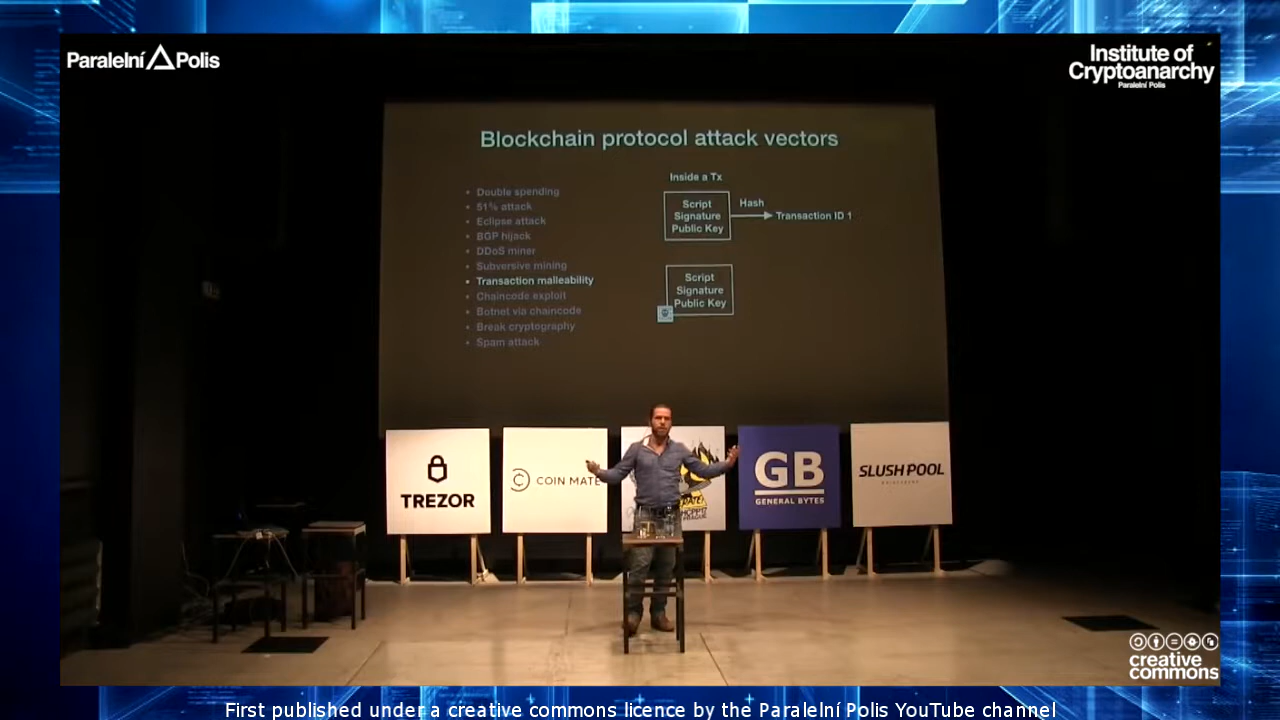 Paralelní Polis
Institute of
Cryptoanarchy
Paralelní Polis
Blockchain protocol attack vectors
• Double spending
• 51% attack
• Eclipse attack
• BGP hijack
• DDoS miner
• Subversive mining
• Transaction malleability
• Chaincode exploit
• Botnet via chaincode
• Break cryptography
• Spam attack
Inside a Tx
Script
Signature
Public Key
Hash
Transaction ID 1
Script
Signature
Public Key
TREZOR
COIN MATE
GB
GENERAL BYTES
SLUSH POOL
creative
commons
First published under a creative commons licence by the Paralelní Polis YouTube channel